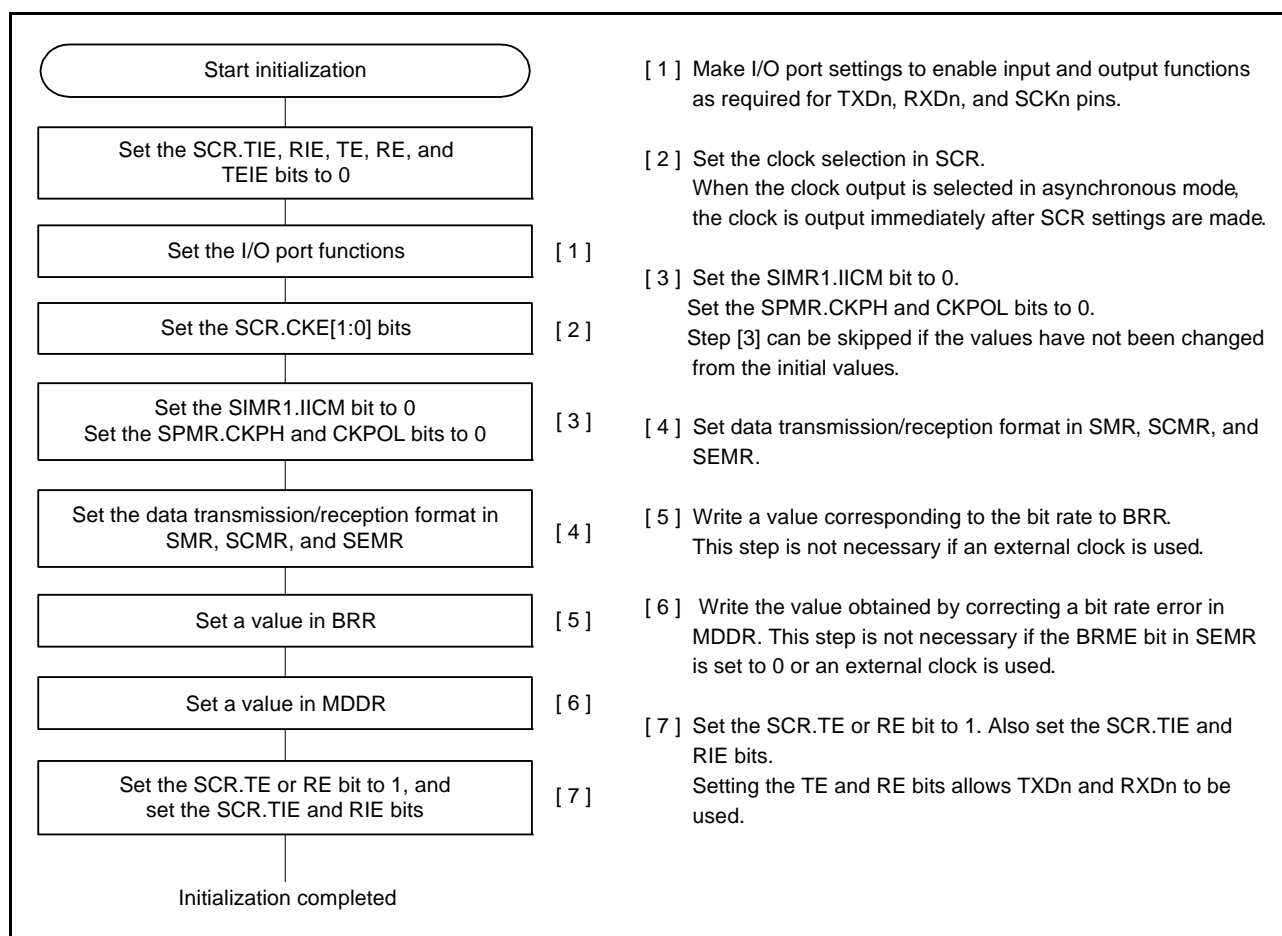 Start initialization
Set the SCR.TIE, RIE, TE, RE, and
TEIE bits to 0
Set the I/O port functions
[ 1 ]
Set the SCR.CKE[1:0] bits
[ 2 ]
Set the SIMR1.IICM bit to 0
Set the SPMR.CKPH and CKPOL bits to 0
[ 3 ]
Set the data transmission/reception format in
SMR, SCMR, and SEMR
[ 4 ]
Set a value in BRR
[ 5 ]
Set a value in MDDR
[ 6 ]
Set the SCR.TE or RE bit to 1, and
set the SCR.TIE and RIE bits
[ 7 ]
Initialization completed
[ 1 ] Make I/O port settings to enable input and output functions
as required for TXDn, RXDn, and SCKn pins.
[ 2 ] Set the clock selection in SCR.
When the clock output is selected in asynchronous mode,
the clock is output immediately after SCR settings are made.
[ 3 ] Set the SIMR1.IICM bit to 0.
Set the SPMR.CKPH and CKPOL bits to 0.
Step [3] can be skipped if the values have not been changed
from the initial values.
[ 4 ] Set data transmission/reception format in SMR, SCMR, and
SEMR.
[ 5 ] Write a value corresponding to the bit rate to BRR.
This step is not necessary if an external clock is used.
[ 6 ] Write the value obtained by correcting a bit rate error in
MDDR. This step is not necessary if the BRME bit in SEMR
is set to 0 or an external clock is used.
[ 7 ] Set the SCR.TE or RE bit to 1. Also set the SCR.TIE and
RIE bits.
Setting the TE and RE bits allows TXDn and RXDn to be
used.